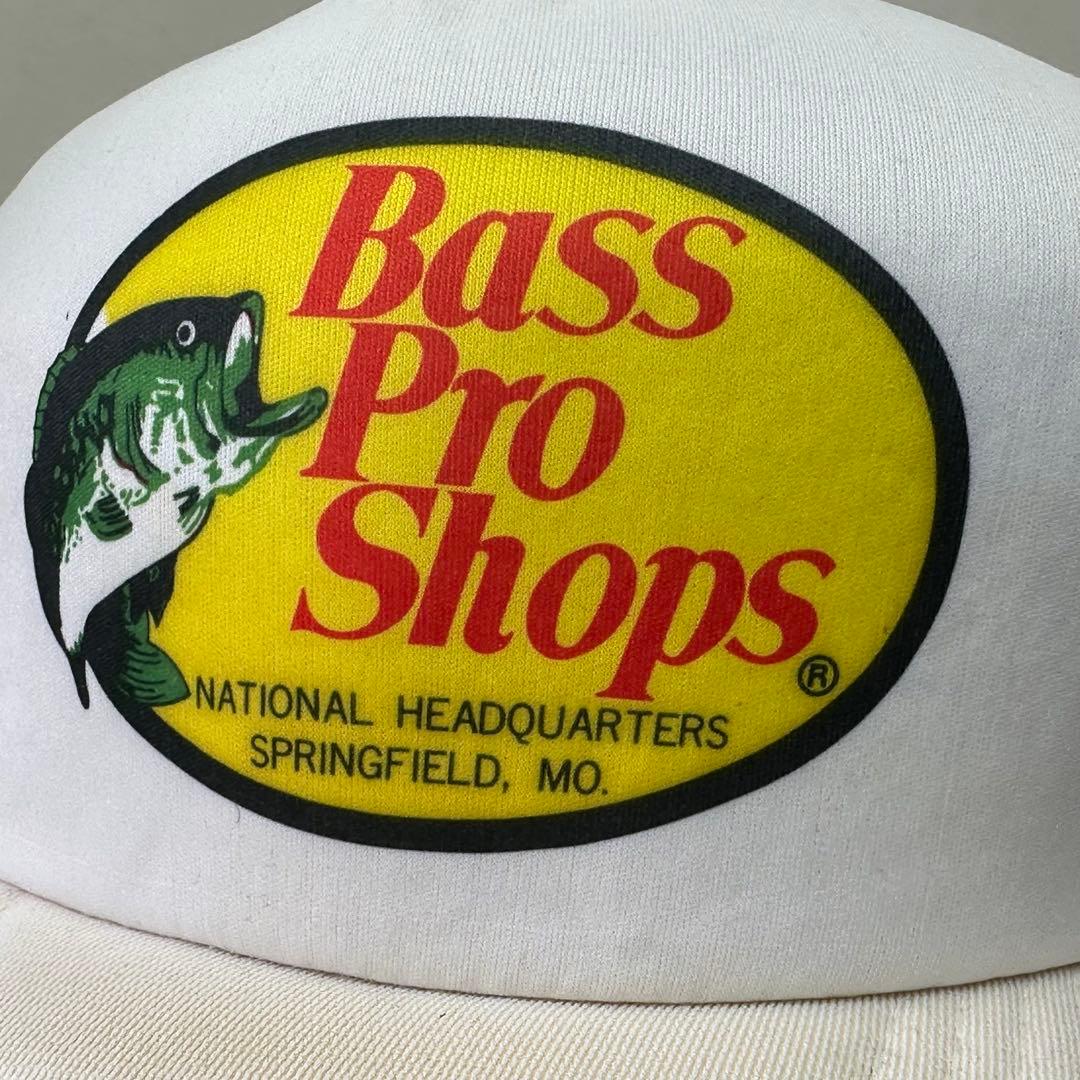 Bass
Pro
Shops®
NATIONAL HEADQUARTERS
SPRINGFIELD, MO.